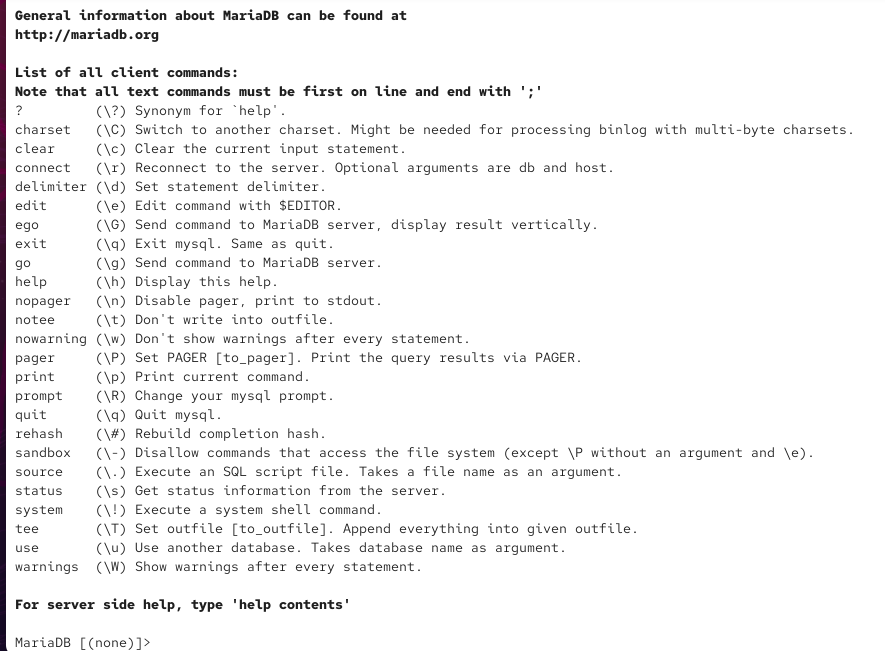 General information about MariaDB can be found at
http://mariadb.org

List of all client commands:
Note that all text commands must be first on line and end with ';'
?         (\?) Synonym for `help'.
charset   (\C) Switch to another charset. Might be needed for processing binlog with multi-byte charsets.
clear     (\c) Clear the current input statement.
connect   (\r) Reconnect to the server. Optional arguments are db and host.
delimiter (\d) Set statement delimiter.
edit      (\e) Edit command with $EDITOR.
ego       (\G) Send command to MariaDB server, display result vertically.
exit      (\q) Exit mysql. Same as quit.
go        (\g) Send command to MariaDB server.
help      (\h) Display this help.
nopager   (\n) Disable pager, print to stdout.
notee     (\t) Don't write into outfile.
nowarning (\w) Don't show warnings after every statement.
pager     (\P) Set PAGER [to_pager]. Print the query results via PAGER.
print     (\p) Print current command.
prompt    (\R) Change your mysql prompt.
quit      (\q) Quit mysql.
rehash    (\#) Rebuild completion hash.
sandbox   (\-) Disallow commands that access the file system (except \P without an argument and \e).
source    (\.) Execute an SQL script file. Takes a file name as an argument.
status    (\s) Get status information from the server.
system    (\!) Execute a system shell command.
tee       (\T) Set outfile [to_outfile]. Append everything into given outfile.
use       (\u) Use another database. Takes database name as argument.
warnings  (\W) Show warnings after every statement.

For server side help, type 'help contents'

MariaDB [(none)]>